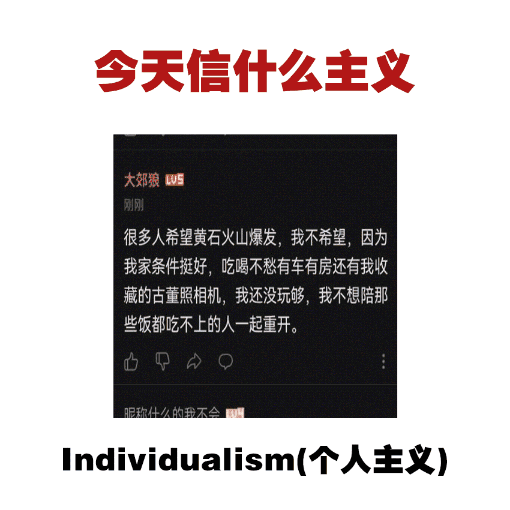 今天信什么主义
大郊狼 LV5
刚刚
很多人希望黄石火山爆发，我不希望，因为
我家条件挺好，吃喝不愁有车有房还有我收
藏的古董照相机，我还没玩够，我不想陪那
些饭都吃不上的人一起重开。
昵称什么的我不会 LV4
Individualism(个人主义)